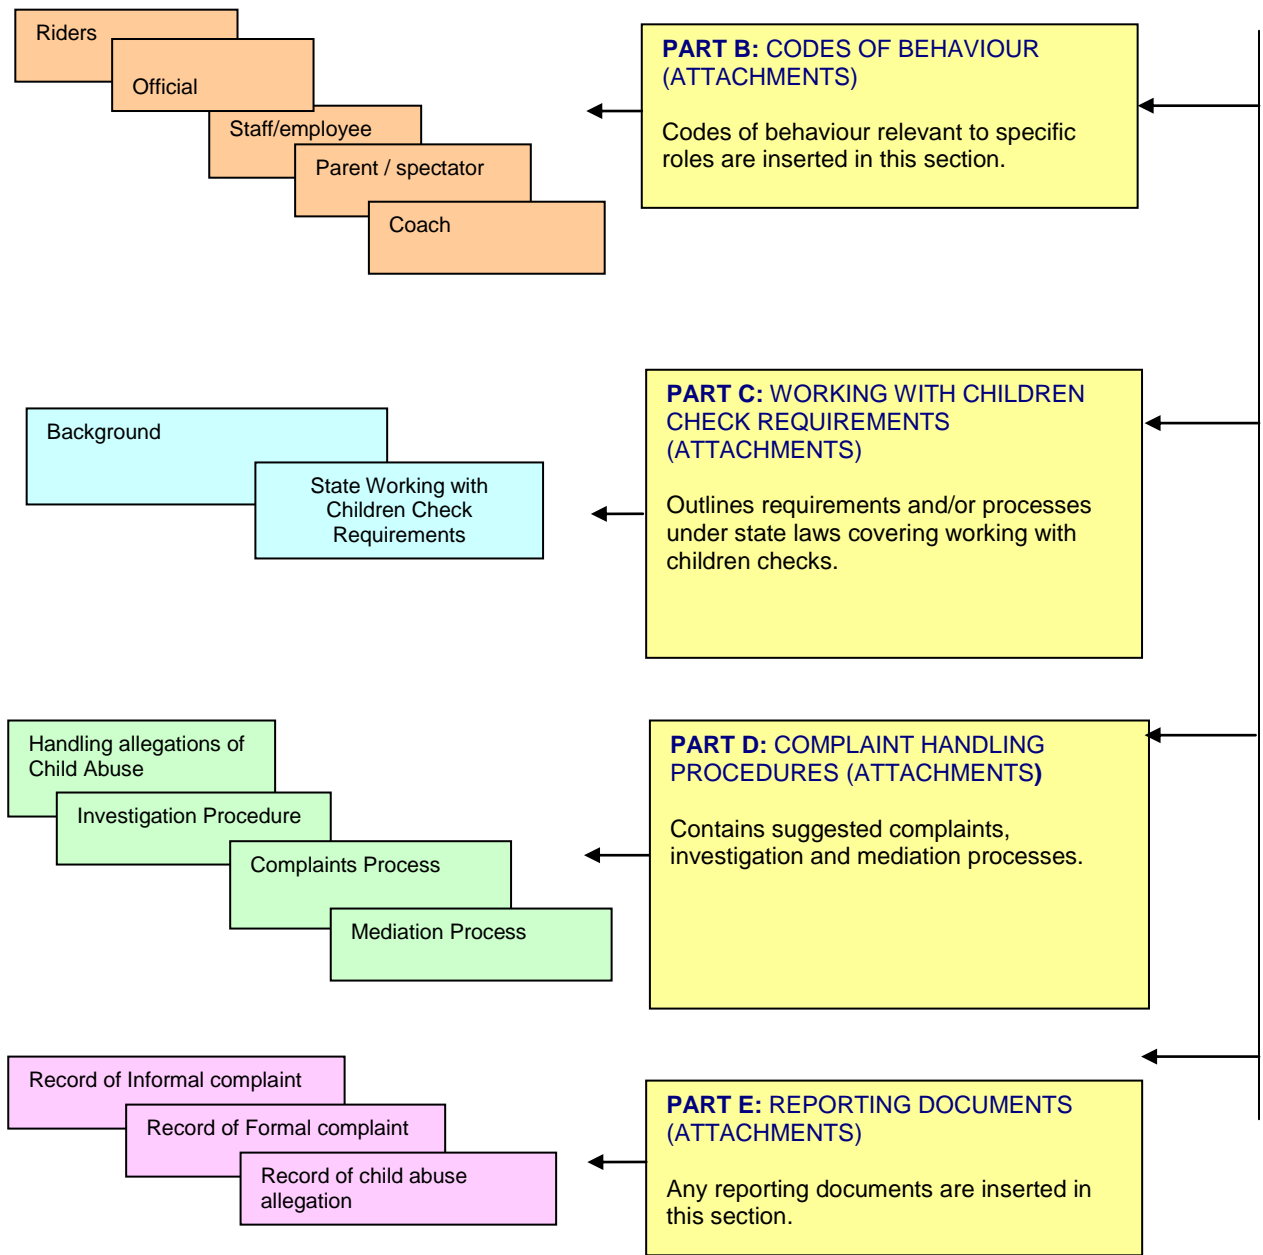 Riders
Official
Staff/employee
Parent / spectator
Coach
PART B: CODES OF BEHAVIOUR
(ATTACHMENTS)
Codes of behaviour relevant to specific
roles are inserted in this section.
Background
State Working with
Children Check
Requirements
PART C: WORKING WITH CHILDREN
CHECK REQUIREMENTS
(ATTACHMENTS)
Outlines requirements and/or processes
under state laws covering working with
children checks.
Handling allegations of
Child Abuse
Investigation Procedure
Complaints Process
Mediation Process
PART D: COMPLAINT HANDLING
PROCEDURES (ATTACHMENTS)
Contains suggested complaints,
investigation and mediation processes.
Record of Informal complaint
Record of Formal complaint
Record of child abuse
allegation
PART E: REPORTING DOCUMENTS
(ATTACHMENTS)
Any reporting documents are inserted in
this section.